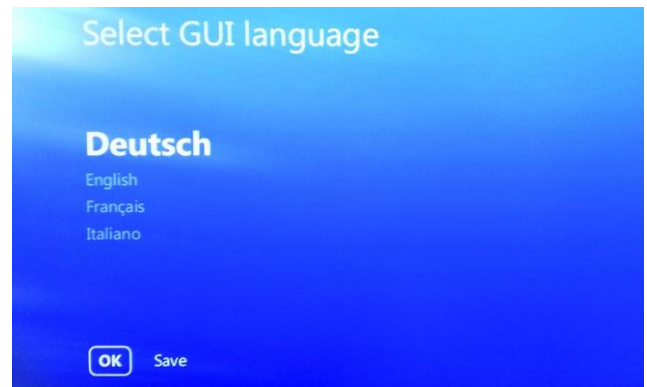 Select GUI language
Deutsch
English
Français
Italiano
OK Save